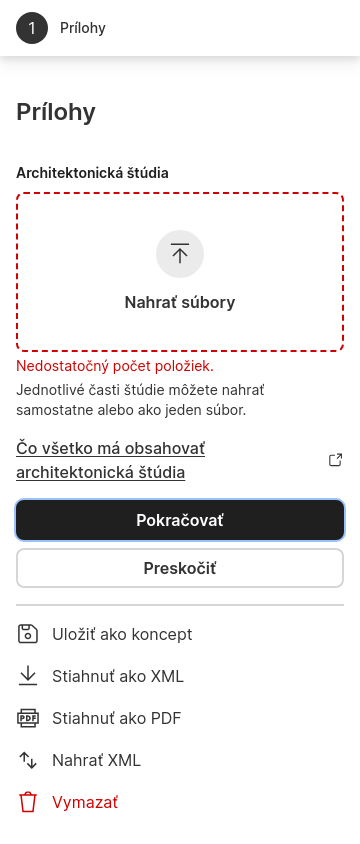 1 Prílohy
Prílohy
Architektonická štúdia
Nahrať súbory
Nedostatočný počet položiek.
Jednotlivé časti štúdie môžete nahrať
samostatne alebo ako jeden súbor.
Čo všetko má obsahovať
architektonická štúdia
Pokračovať
Preskočiť
Uložiť ako koncept
Stiahnuť ako XML
PDF Stiahnuť ako PDF
Nahrať XML
Vymazať